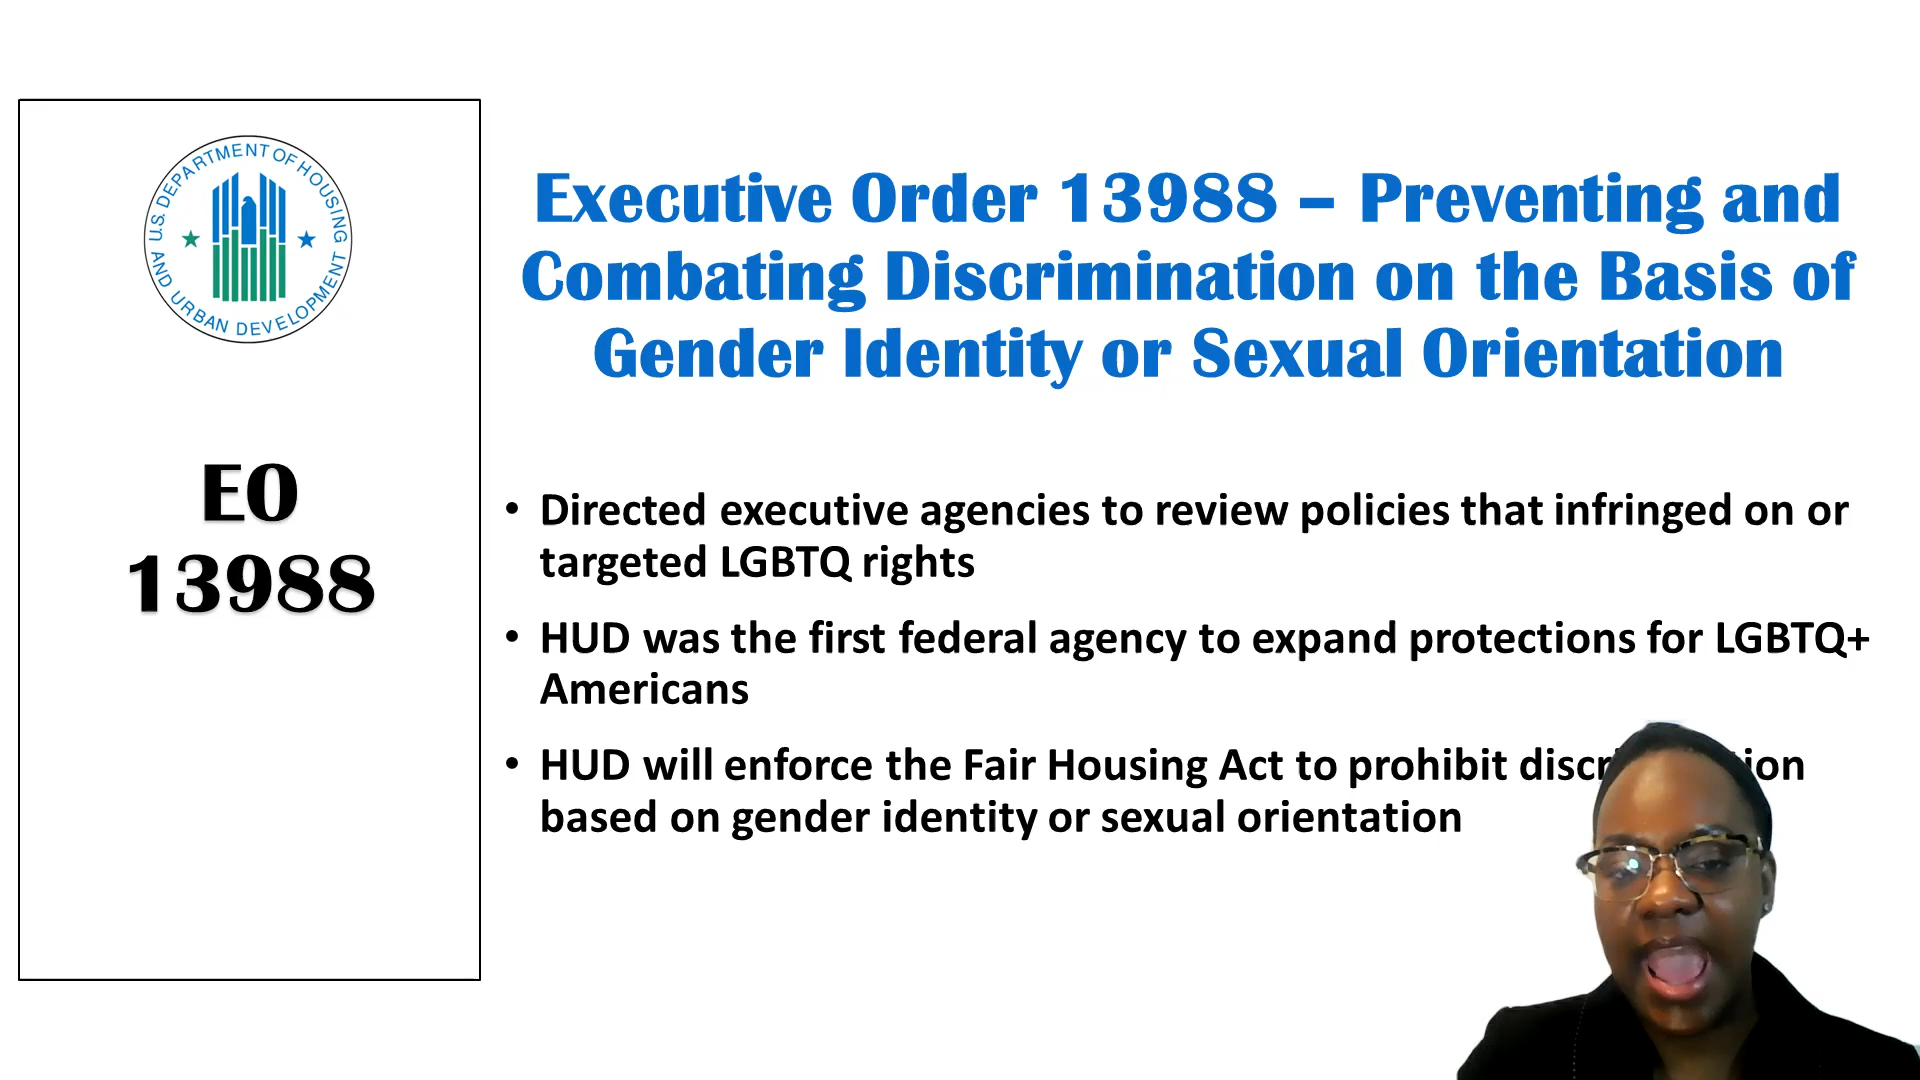 U.S. DEPARTMENT OF HOUSING
AND URBAN DEVELOPMENT
EO
13988
Executive Order 13988 – Preventing and
Combating Discrimination on the Basis of
Gender Identity or Sexual Orientation
• Directed executive agencies to review policies that infringed on or
targeted LGBTQ rights
• HUD was the first federal agency to expand protections for LGBTQ+
Americans
• HUD will enforce the Fair Housing Act to prohibit
based on gender identity or sexual orientation